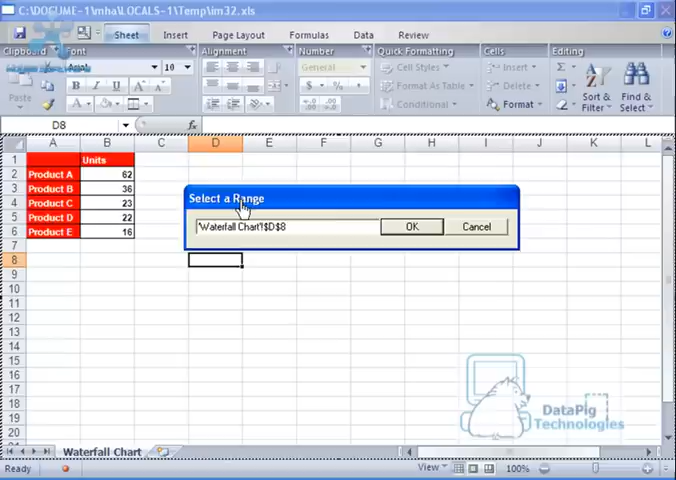 C:\DOCUME~1\mha\LOCALS~1\Temp\im32.xls
Sheet Insert Page Layout Formulas Data Review
Clipboard Font Alignment Number Quick Formatting Cells Editing
Arial 10 General Cell Styles Insert Σ
Paste B I U $ % , Format As Table Delete Sort & Find &
A Conditional Format Filter Select
D8 fx
A B C D E F G H I J K L
1 Units
2 Product A 62
3 Product B 36
4 Product C 23
5 Product D 22
6 Product E 16
7
8
9
10
11
12
13
14
15
16
17
18
19
20
Select a Range
'Waterfall Chart'!$D$8 OK Cancel
DataPig
Technologies
Waterfall Chart
Ready View 100%